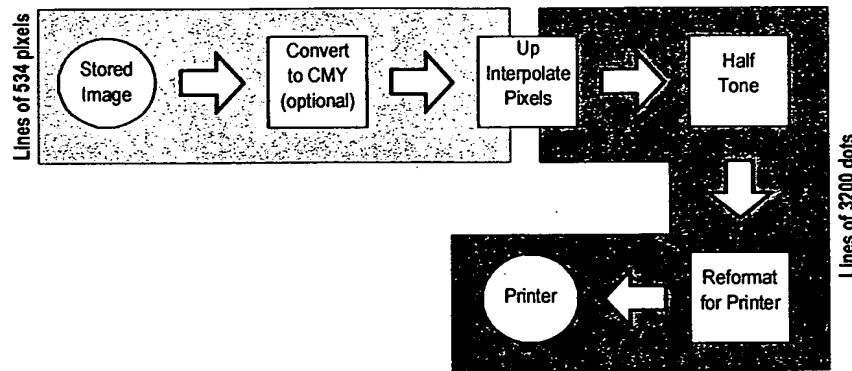 Lines of 534 pixels
Stored
Image
Convert
to CMY
(optional)
Up
Interpolate
Pixels
Half
Tone
Lines of 3200 dots
Reformat
for Printer
Printer